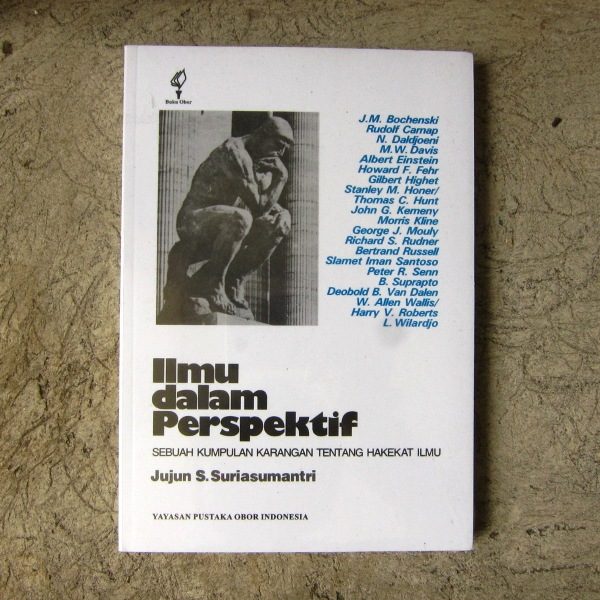 Buku Obor
J.M. Bochenski
Rudolf Carnap
N. Daldjoeni
M.W. Davis
Albert Einstein
Howard F. Fehr
Gilbert Highet
Stanley M. Honer/
Thomas C. Hunt
John G. Kemeny
Morris Kline
George J. Mouly
Richard S. Rudner
Bertrand Russell
Slamet Iman Santoso
Peter R. Senn
B. Suprapto
Deobold B. Van Dalen
W. Allen Wallis/
Harry V. Roberts
L. Wilardjo
Ilmu
dalam
Perspektif
SEBUAH KUMPULAN KARANGAN TENTANG HAKEKAT ILMU
Jujun S. Suriasumantri
YAYASAN PUSTAKA OBOR INDONESIA